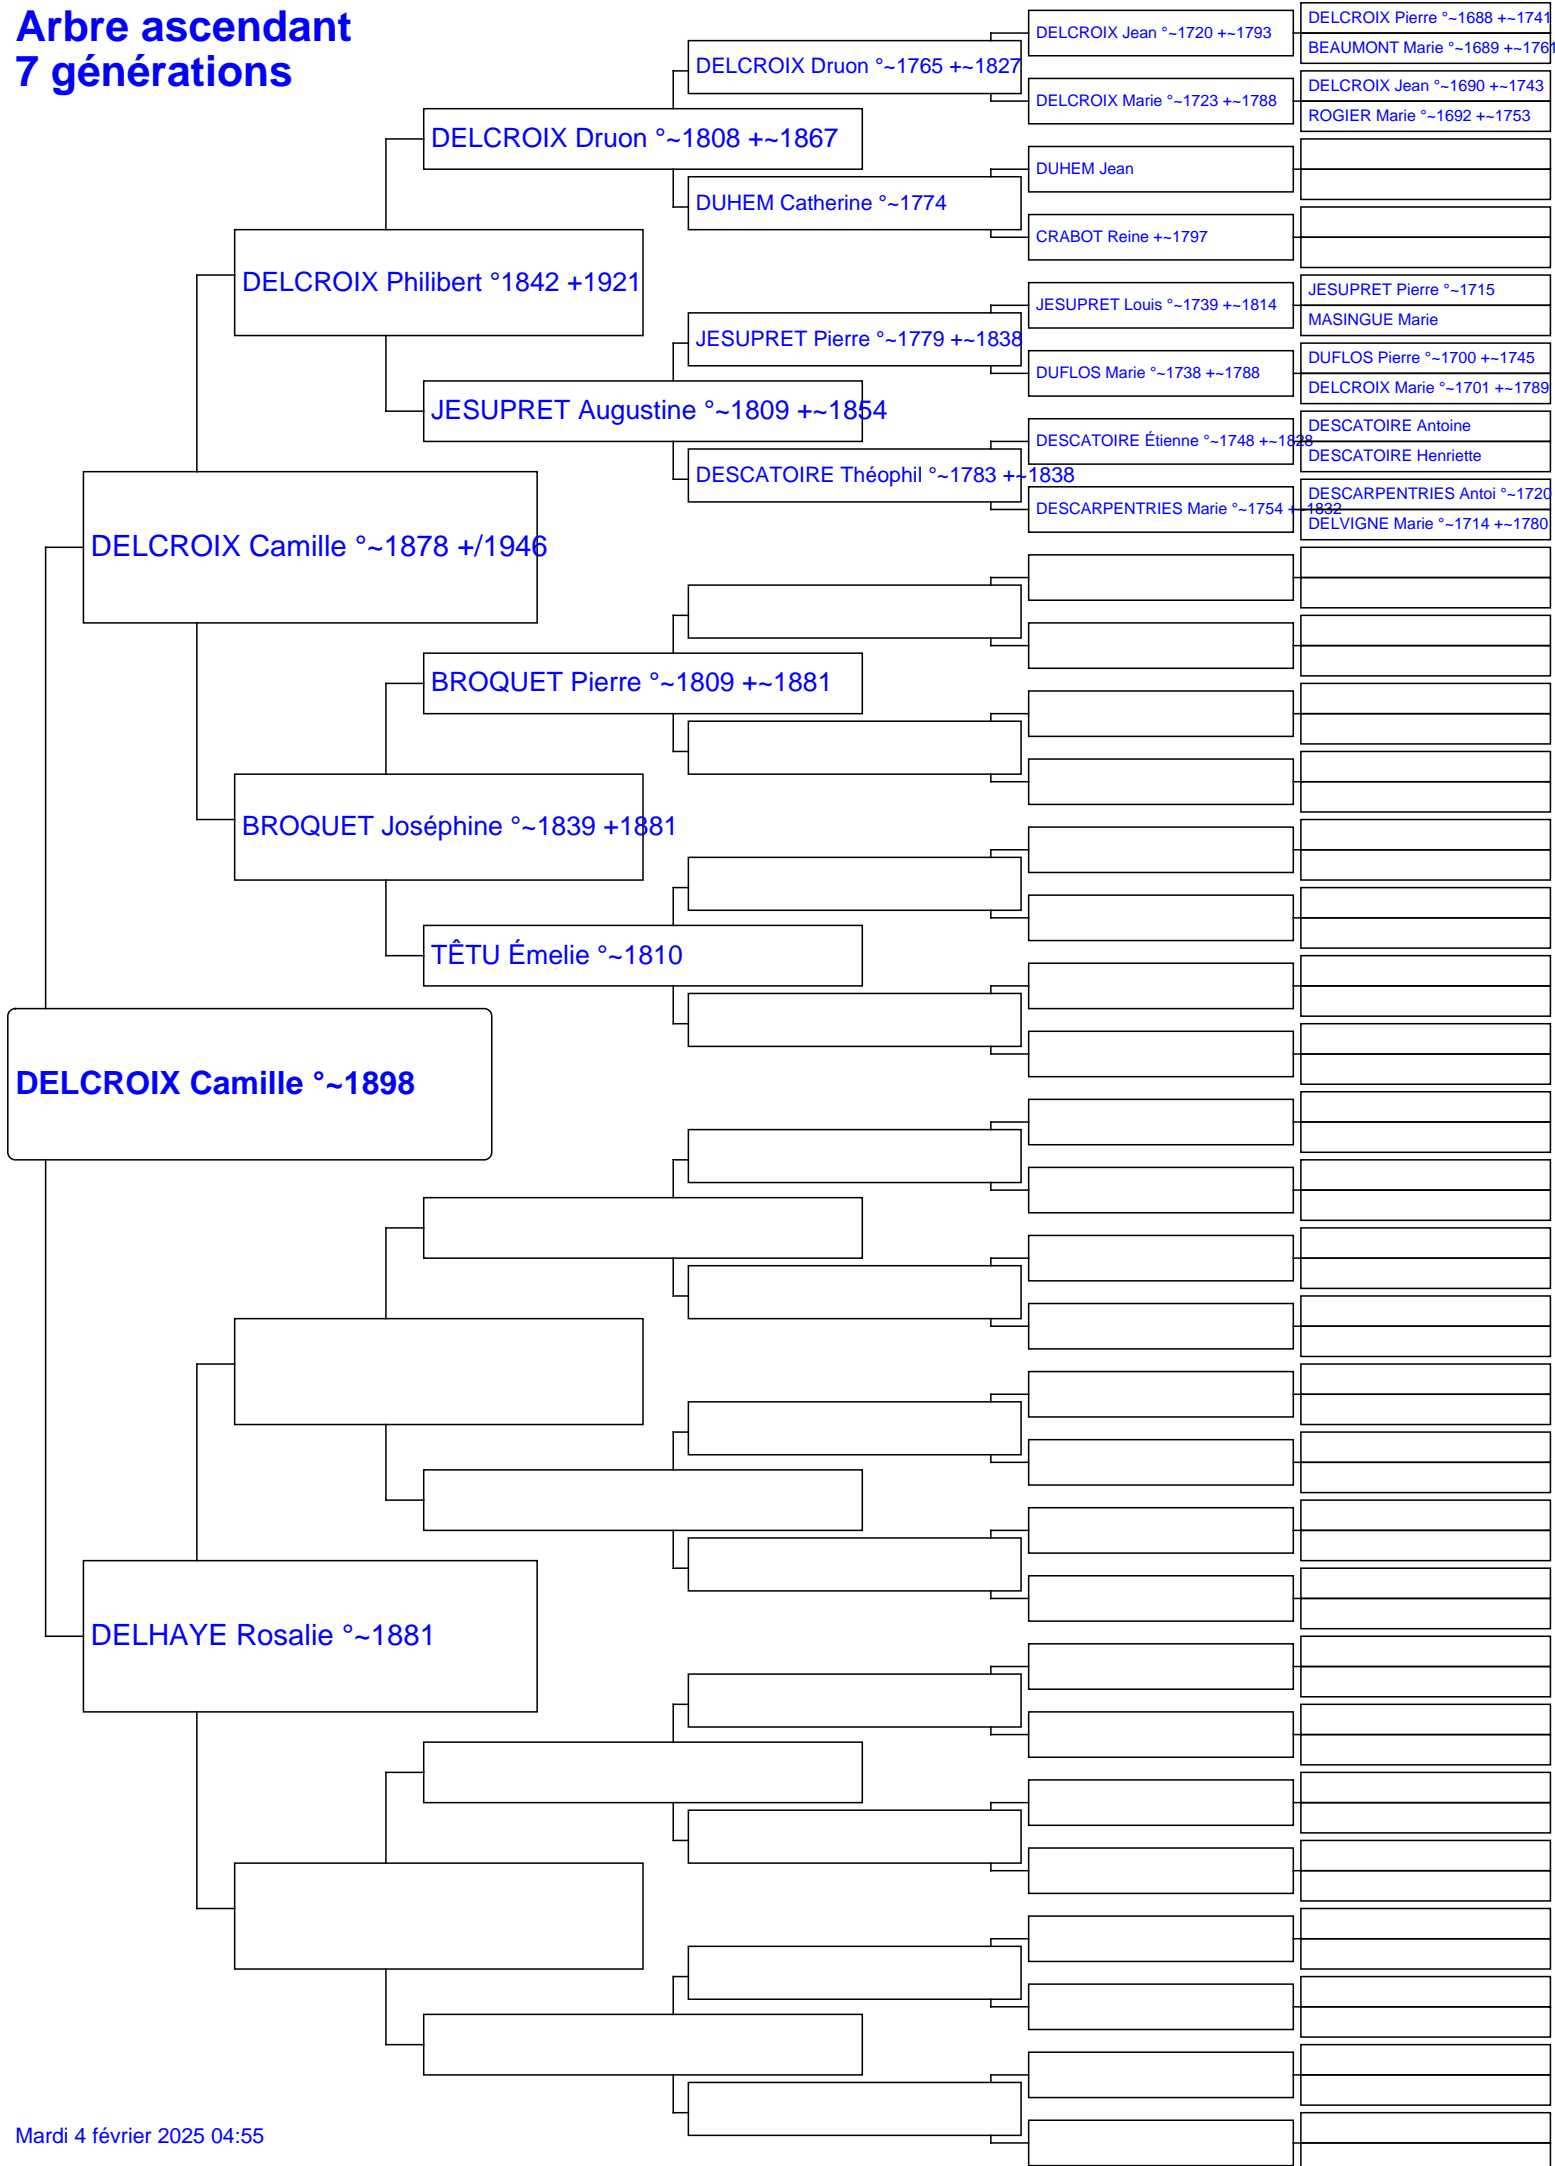 Arbre ascendant
7 générations
DELCROIX Camille °~1898
DELCROIX Camille °~1878 +/1946
DELHAYE Rosalie °~1881
DELCROIX Philibert °1842 +1921
BROQUET Joséphine °~1839 +1881
DELCROIX Druon °~1808 +~1867
JESUPRET Augustine °~1809 +~1854
BROQUET Pierre °~1809 +~1881
TÊTU Émelie °~1810
DELCROIX Druon °~1765 +~1827
DUHEM Catherine °~1774
JESUPRET Pierre °~1779 +~1838
DESCATOIRE Théophil °~1783 +~1838
DELCROIX Jean °~1720 +~1793
DELCROIX Marie °~1723 +~1788
DUHEM Jean
CRABOT Reine +~1797
JESUPRET Louis °~1739 +~1814
DUFLOS Marie °~1738 +~1788
DESCATOIRE Étienne °~1748 +~1828
DESCARPENTRIES Marie °~1754 +~1832
DELCROIX Pierre °~1688 +~1741
BEAUMONT Marie °~1689 +~1761
DELCROIX Jean °~1690 +~1743
ROGIER Marie °~1692 +~1753
JESUPRET Pierre °~1715
MASINGUE Marie
DUFLOS Pierre °~1700 +~1745
DELCROIX Marie °~1701 +~1789
DESCATOIRE Antoine
DESCATOIRE Henriette
DESCARPENTRIES Antoi °~1720
DELVIGNE Marie °~1714 +~1780
Mardi 4 février 2025 04:55